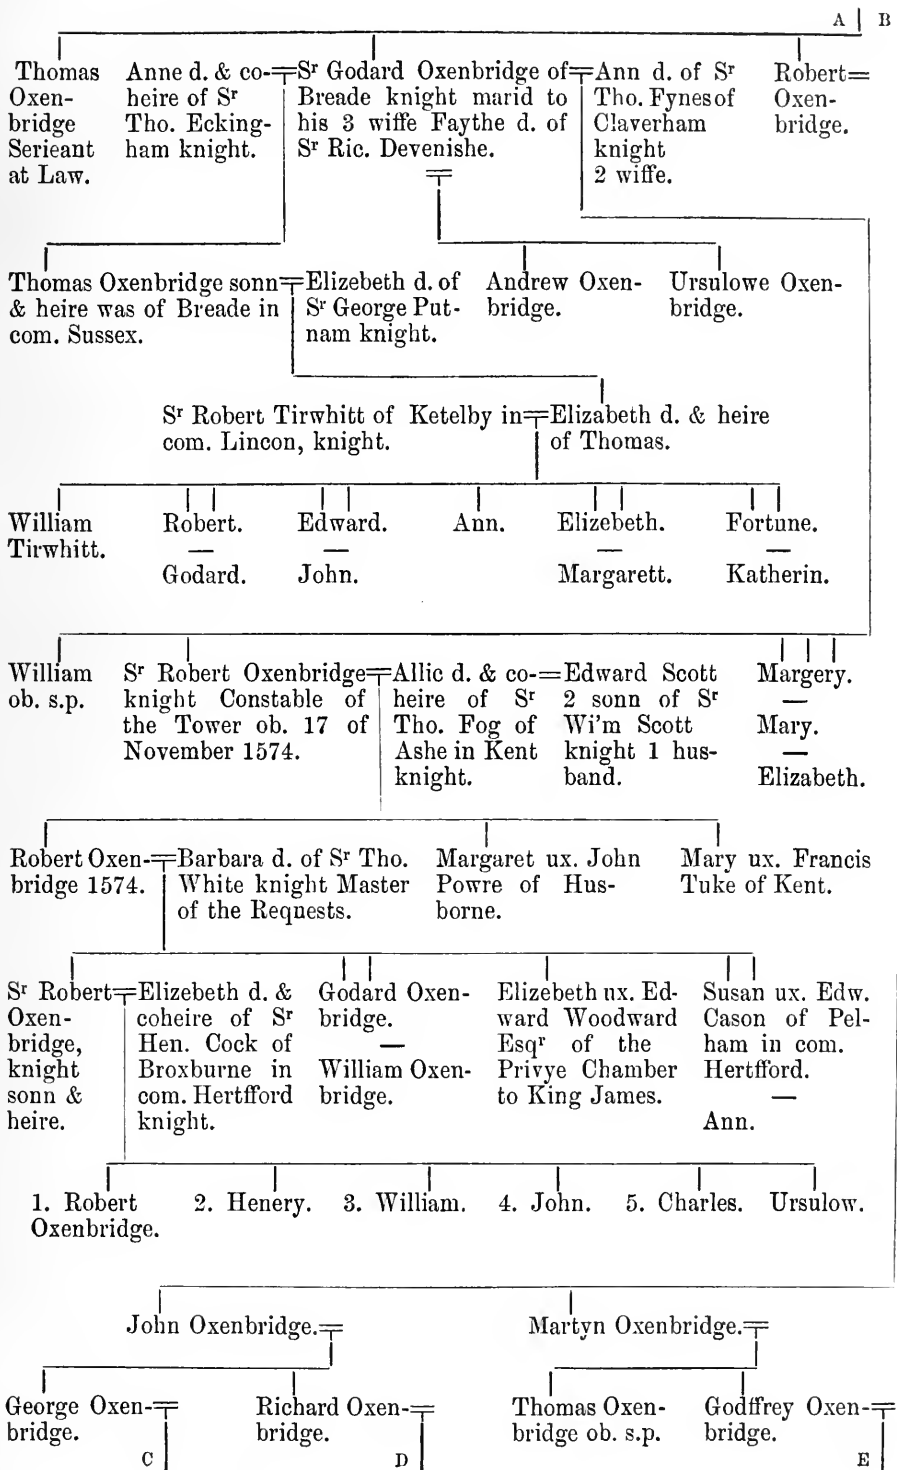 A | B
Thomas
Oxen-
bridge
Serieant
at Law.
Anne d. & co-
heire of Sr
Tho. Ecking-
ham knight.
Sr Godard Oxenbridge of
Breade knight marid to
his 3 wiffe Faythe d. of
Sr Ric. Devenishe.
Ann d. of Sr
Tho. Fynes of
Claverham
knight
2 wiffe.
Robert=
Oxen-
bridge.
Thomas Oxenbridge sonn
& heire was of Breade in
com. Sussex.
Elizebeth d. of
Sr George Put-
nam knight.
Andrew Oxen-
bridge.
Ursulowe Oxen-
bridge.
Sr Robert Tirwhitt of Ketelby in
com. Lincon, knight.
Elizabeth d. & heire
of Thomas.
William
Tirwhitt.
Robert.
—
Godard.
Edward.
—
John.
Ann.
Elizebeth.
—
Margarett.
Fortune.
—
Katherin.
William
ob. s.p.
Sr Robert Oxenbridge
knight Constable of
the Tower ob. 17 of
November 1574.
Allic d. & co-=
heire of Sr
Tho. Fog of
Ashe in Kent
knight.
Edward Scott
2 sonn of Sr
Wi'm Scott
knight 1 hus-
band.
Margery.
—
Mary.
—
Elizabeth.
Robert Oxen-
bridge 1574.
Barbara d. of Sr Tho.
White knight Master
of the Requests.
Margaret ux. John
Powre of Hus-
borne.
Mary ux. Francis
Tuke of Kent.
Sr Robert
Oxen-
bridge,
knight
sonn &
heire.
Elizebeth d. &
coheire of Sr
Hen. Cock of
Broxburne in
com. Hertfford
knight.
Godard Oxen-
bridge.
—
William Oxen-
bridge.
Elizebeth ux. Ed-
ward Woodward
Esqr of the
Privye Chamber
to King James.
Susan ux. Edw.
Cason of Pel-
ham in com.
Hertfford.
—
Ann.
1. Robert
Oxenbridge.
2. Henery.
3. William.
4. John.
5. Charles.
Ursulow.
John Oxenbridge.
Martyn Oxenbridge.
George Oxen-
bridge.
C
Richard Oxen-
bridge.
D
Thomas Oxen-
bridge ob. s.p.
Godffrey Oxen-
bridge.
E